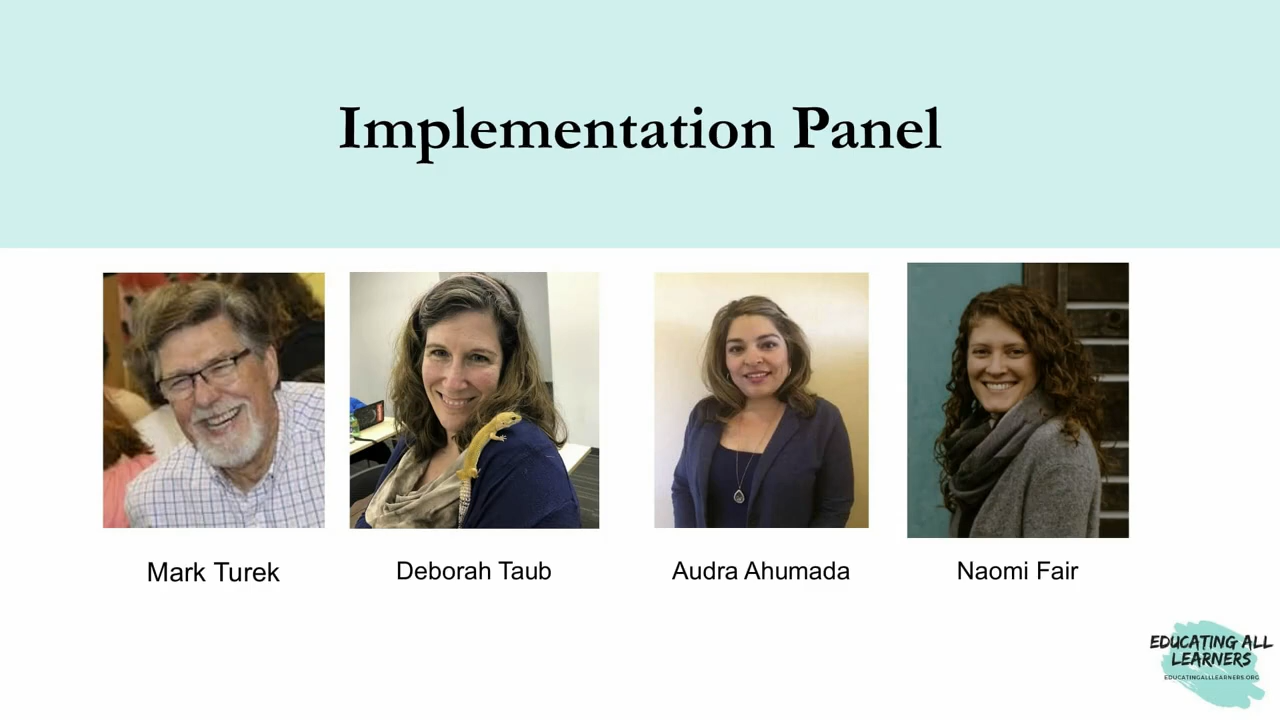 Implementation Panel
Mark Turek
Deborah Taub
Audra Ahumada
Naomi Fair
EDUCATING ALL
LEARNERS
EDUCATINGALLLEARNERS.ORG